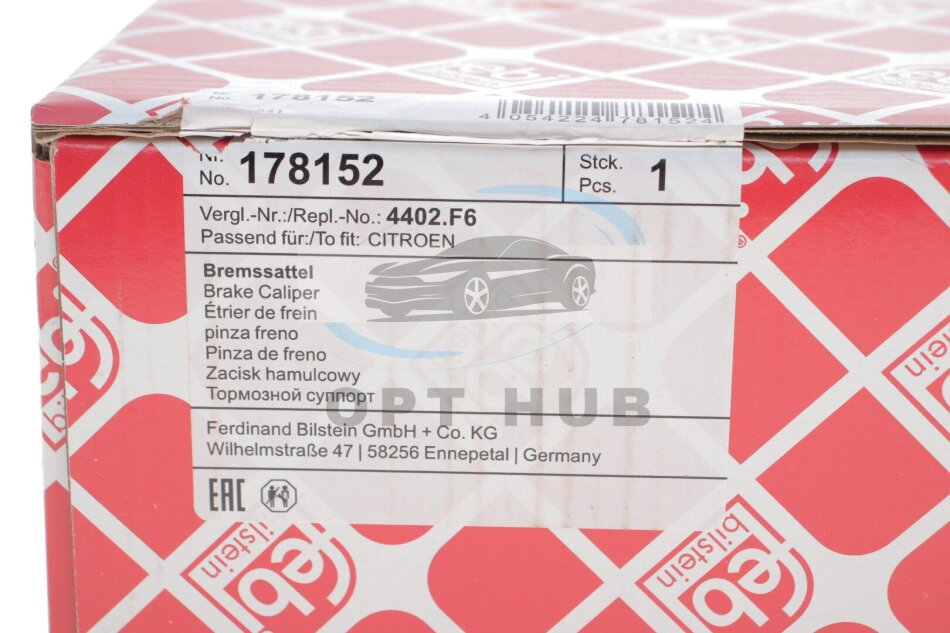 No. 178152
4 054224 781524
Nr.
No. 178152
Stck.
Pcs. 1
Vergl.-Nr.:/Repl.-No.: 4402.F6
Passend für:/To fit: CITROEN
Bremssattel
Brake Caliper
Étrier de frein
pinza freno
Pinza de freno
Zacisk hamulcowy
Тормозной суппорт
OPT HUB
Ferdinand Bilstein GmbH + Co. KG
Wilhelmstraße 47 | 58256 Ennepetal | Germany
EAC
febi
bilstein
febi
bilstein
febi
bilstein